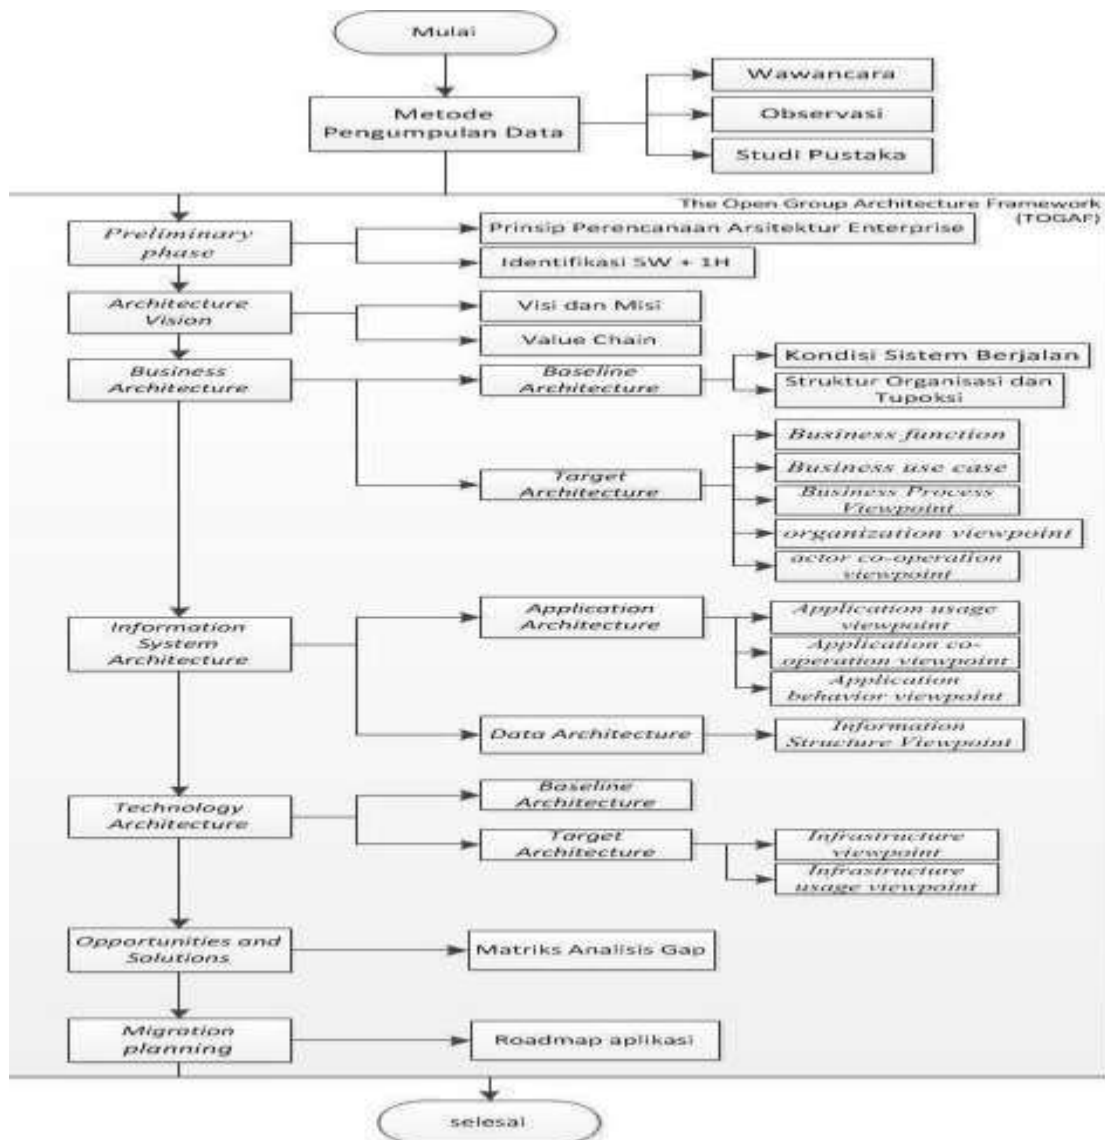 Mulai
Wawancara
Metode
Pengumpulan Data
Observasi
Studi Pustaka
The Open Group Architecture Framework
(TOGAF)
Preliminary
phase
Prinsip Perencanaan Arsitektur Enterprise
Identifikasi 5W + 1H
Architecture
Vision
Visi dan Misi
Value Chain
Business
Architecture
Baseline
Architecture
Kondisi Sistem Berjalan
Struktur Organisasi dan
Tupoksi
Target
Architecture
Business function
Business use case
Business Process
Viewpoint
organization viewpoint
actor co-operation
viewpoint
Information
System
Architecture
Application
Architecture
Application usage
viewpoint
Application co-
operation viewpoint
Application
behavior viewpoint
Data Architecture
Information
Structure Viewpoint
Technology
Architecture
Baseline
Architecture
Target
Architecture
Infrastructure
viewpoint
Infrastructure
usage viewpoint
Opportunities and
Solutions
Matriks Analisis Gap
Migration
planning
Roadmap aplikasi
selesai